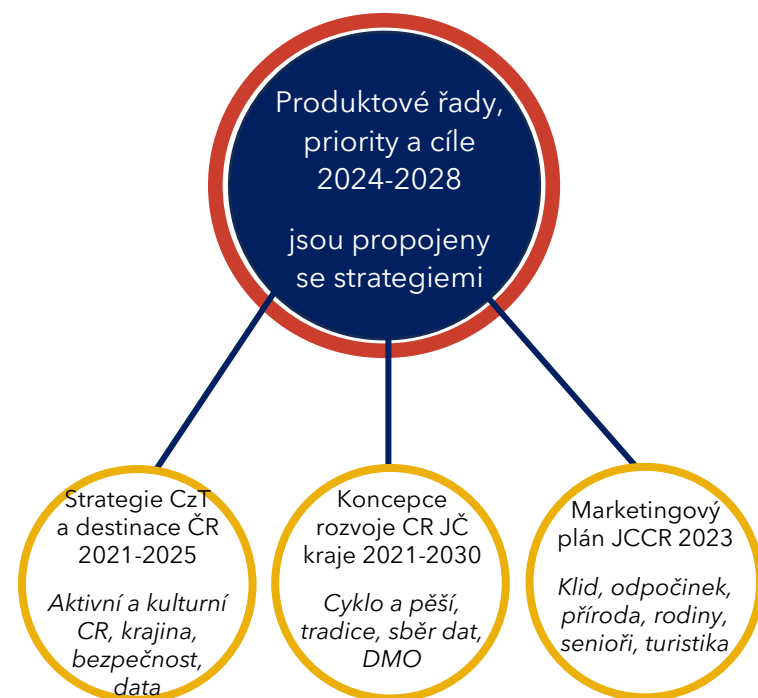 Produktové řady,
priority a cíle
2024-2028
jsou propojeny
se strategiemi
Strategie CzT
a destinace ČR
2021-2025
Aktivní a kulturní
CR, krajina,
bezpečnost,
data
Koncepce
rozvoje CR JČ
kraje 2021-2030
Cyklo a pěší,
tradice, sběr dat,
DMO
Marketingový
plán JCCR 2023
Klid, odpočinek,
příroda, rodiny,
senioři, turistika